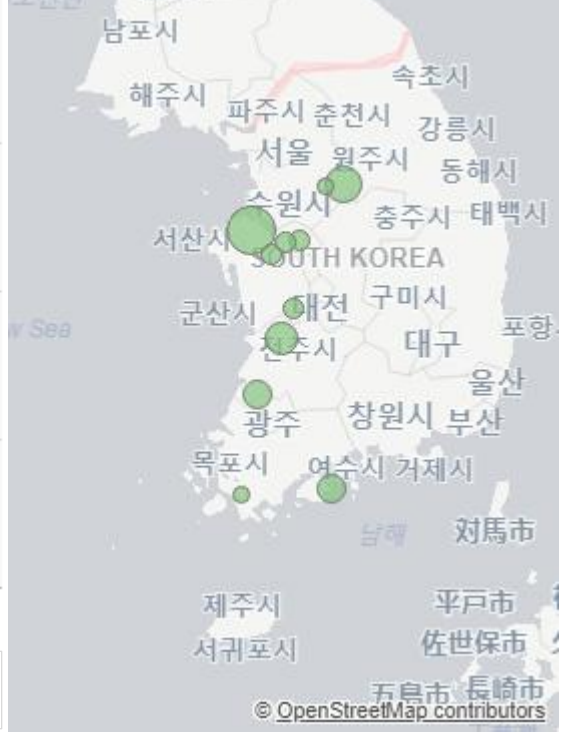 남포시
속초시
해주시
파주시 춘천시
강릉시
서울 원주시
동해시
수원시
충주시 태백시
서산시
SOUTH KOREA
구미시
대전
군산시
w Sea
포항
전주시
대구
울산
창원시 부산
광주
목포시
여수시 거제시
남해
対馬市
제주시
平戸市
서귀포시
佐世保市
五島市 長崎市
© OpenStreetMap contributors